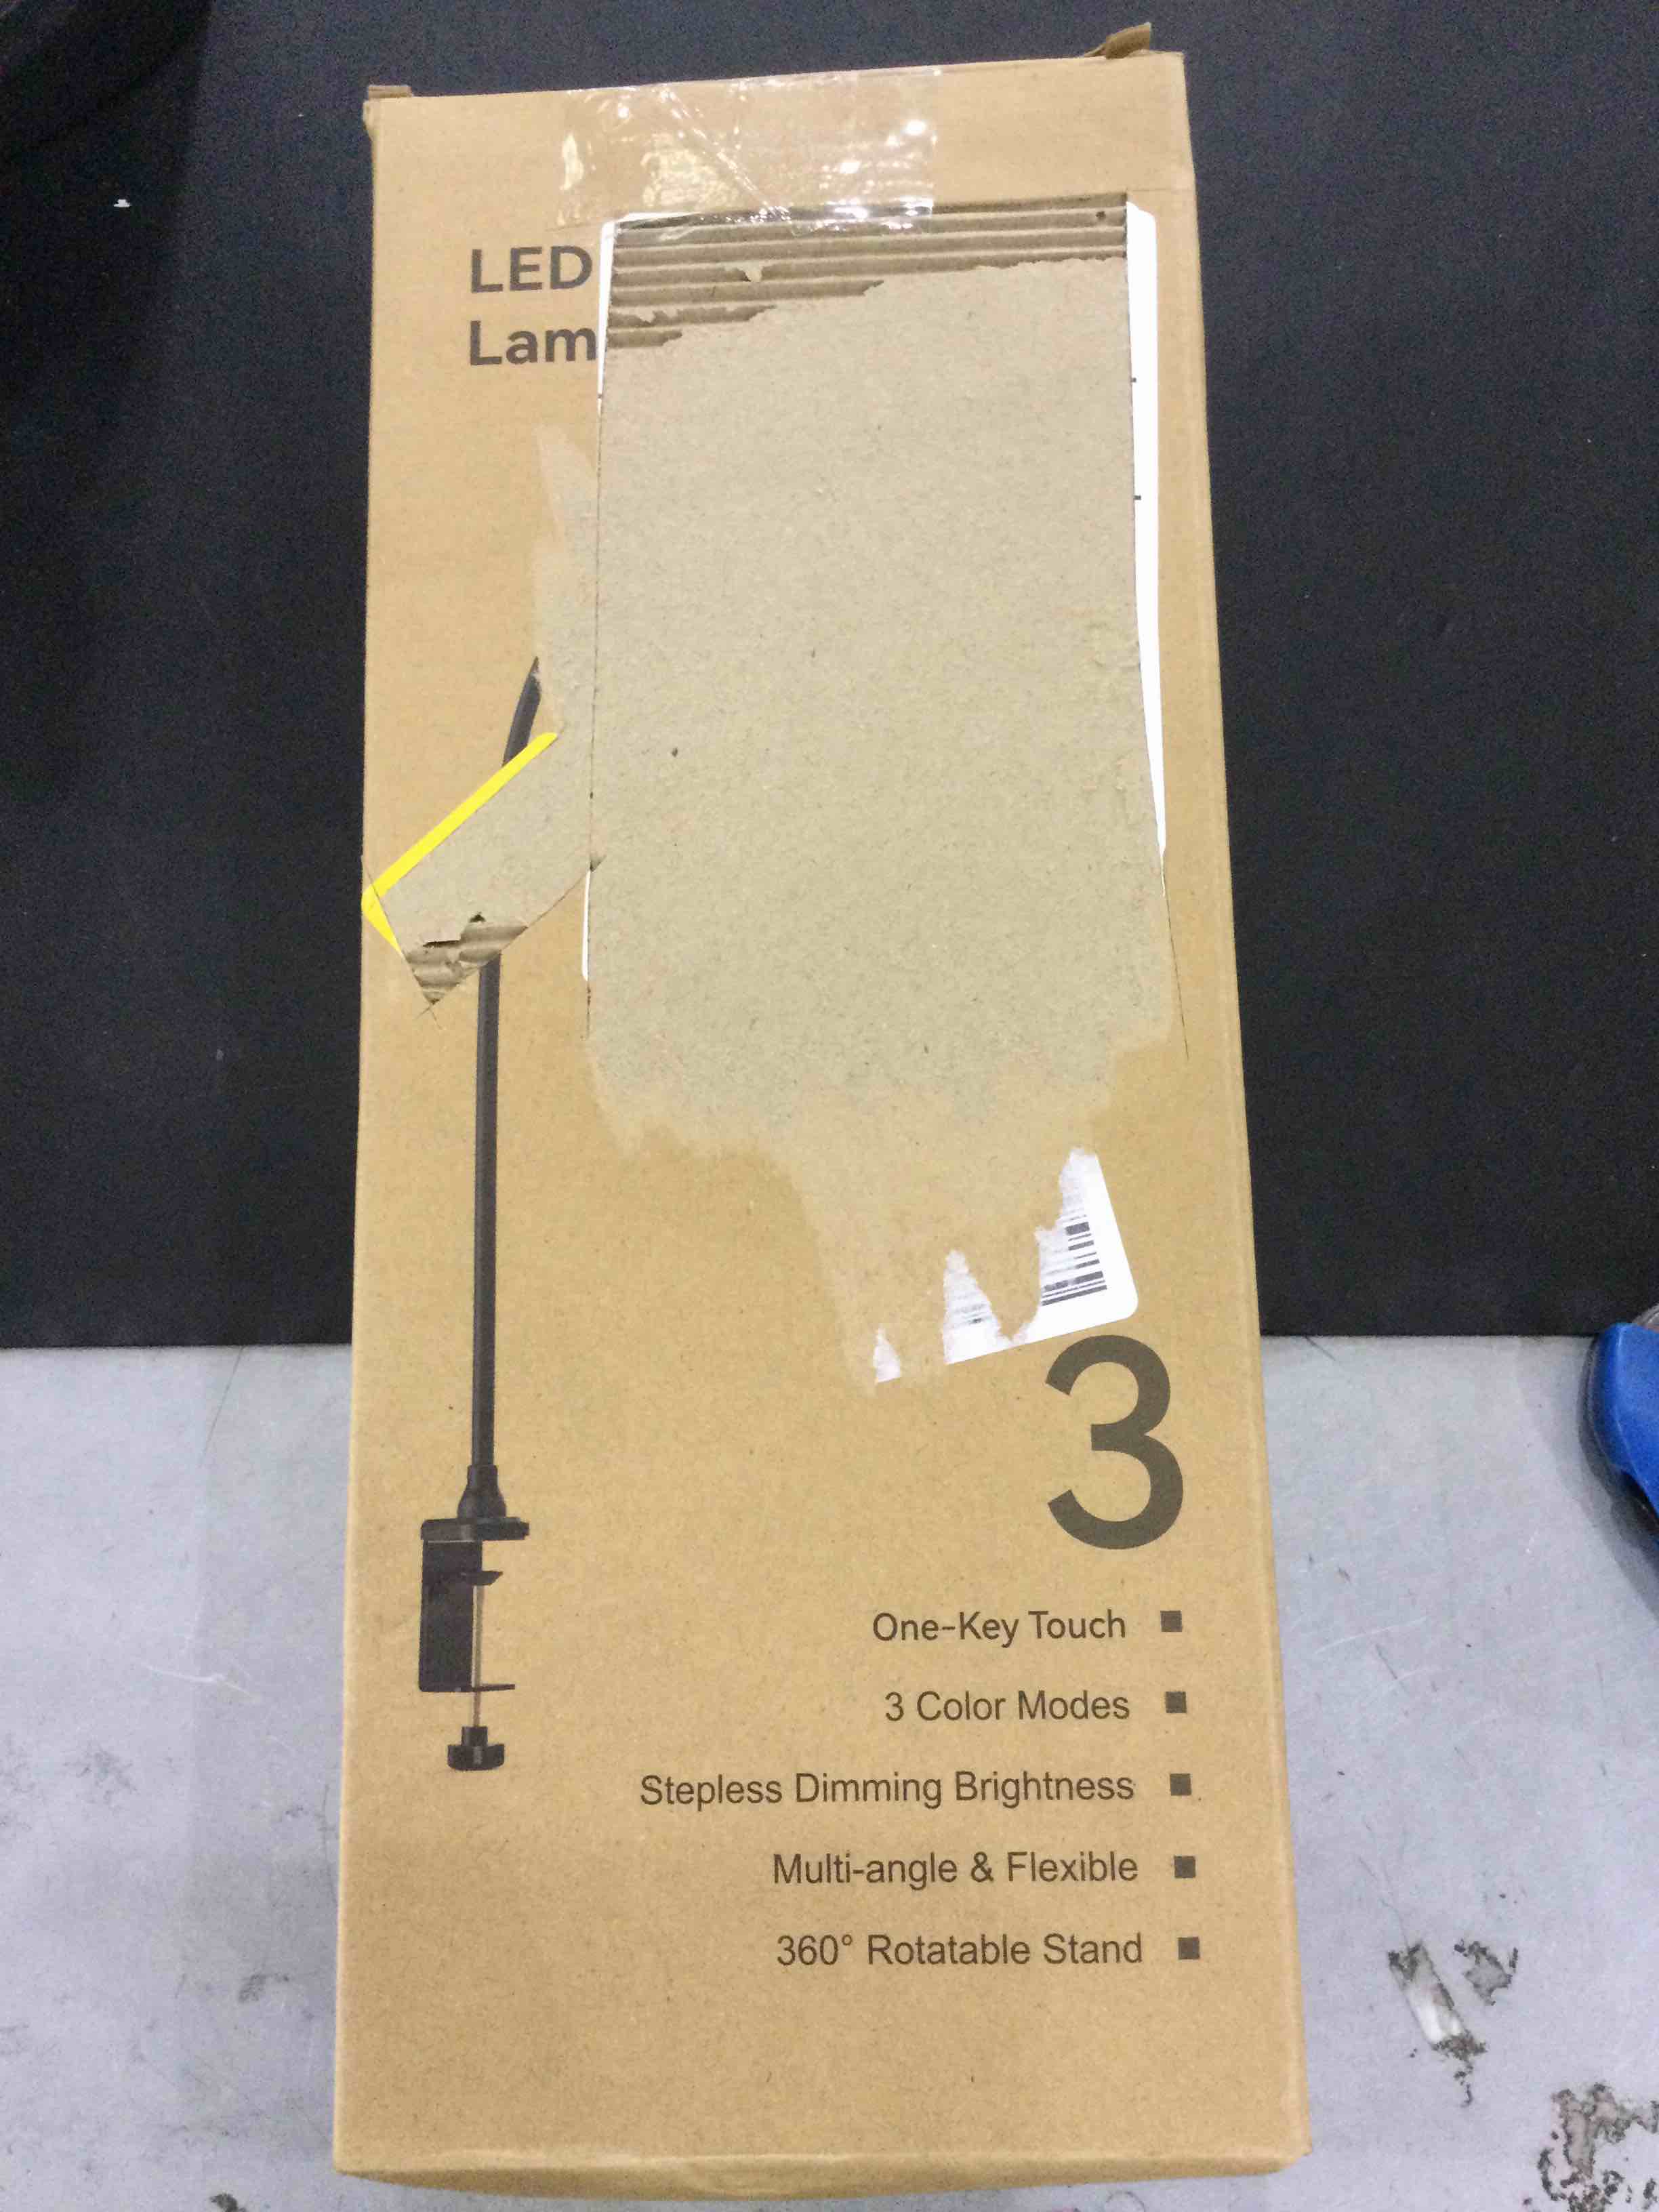 LED
Lam
3
One-Key Touch
3 Color Modes
Stepless Dimming Brightness
Multi-angle & Flexible
360° Rotatable Stand